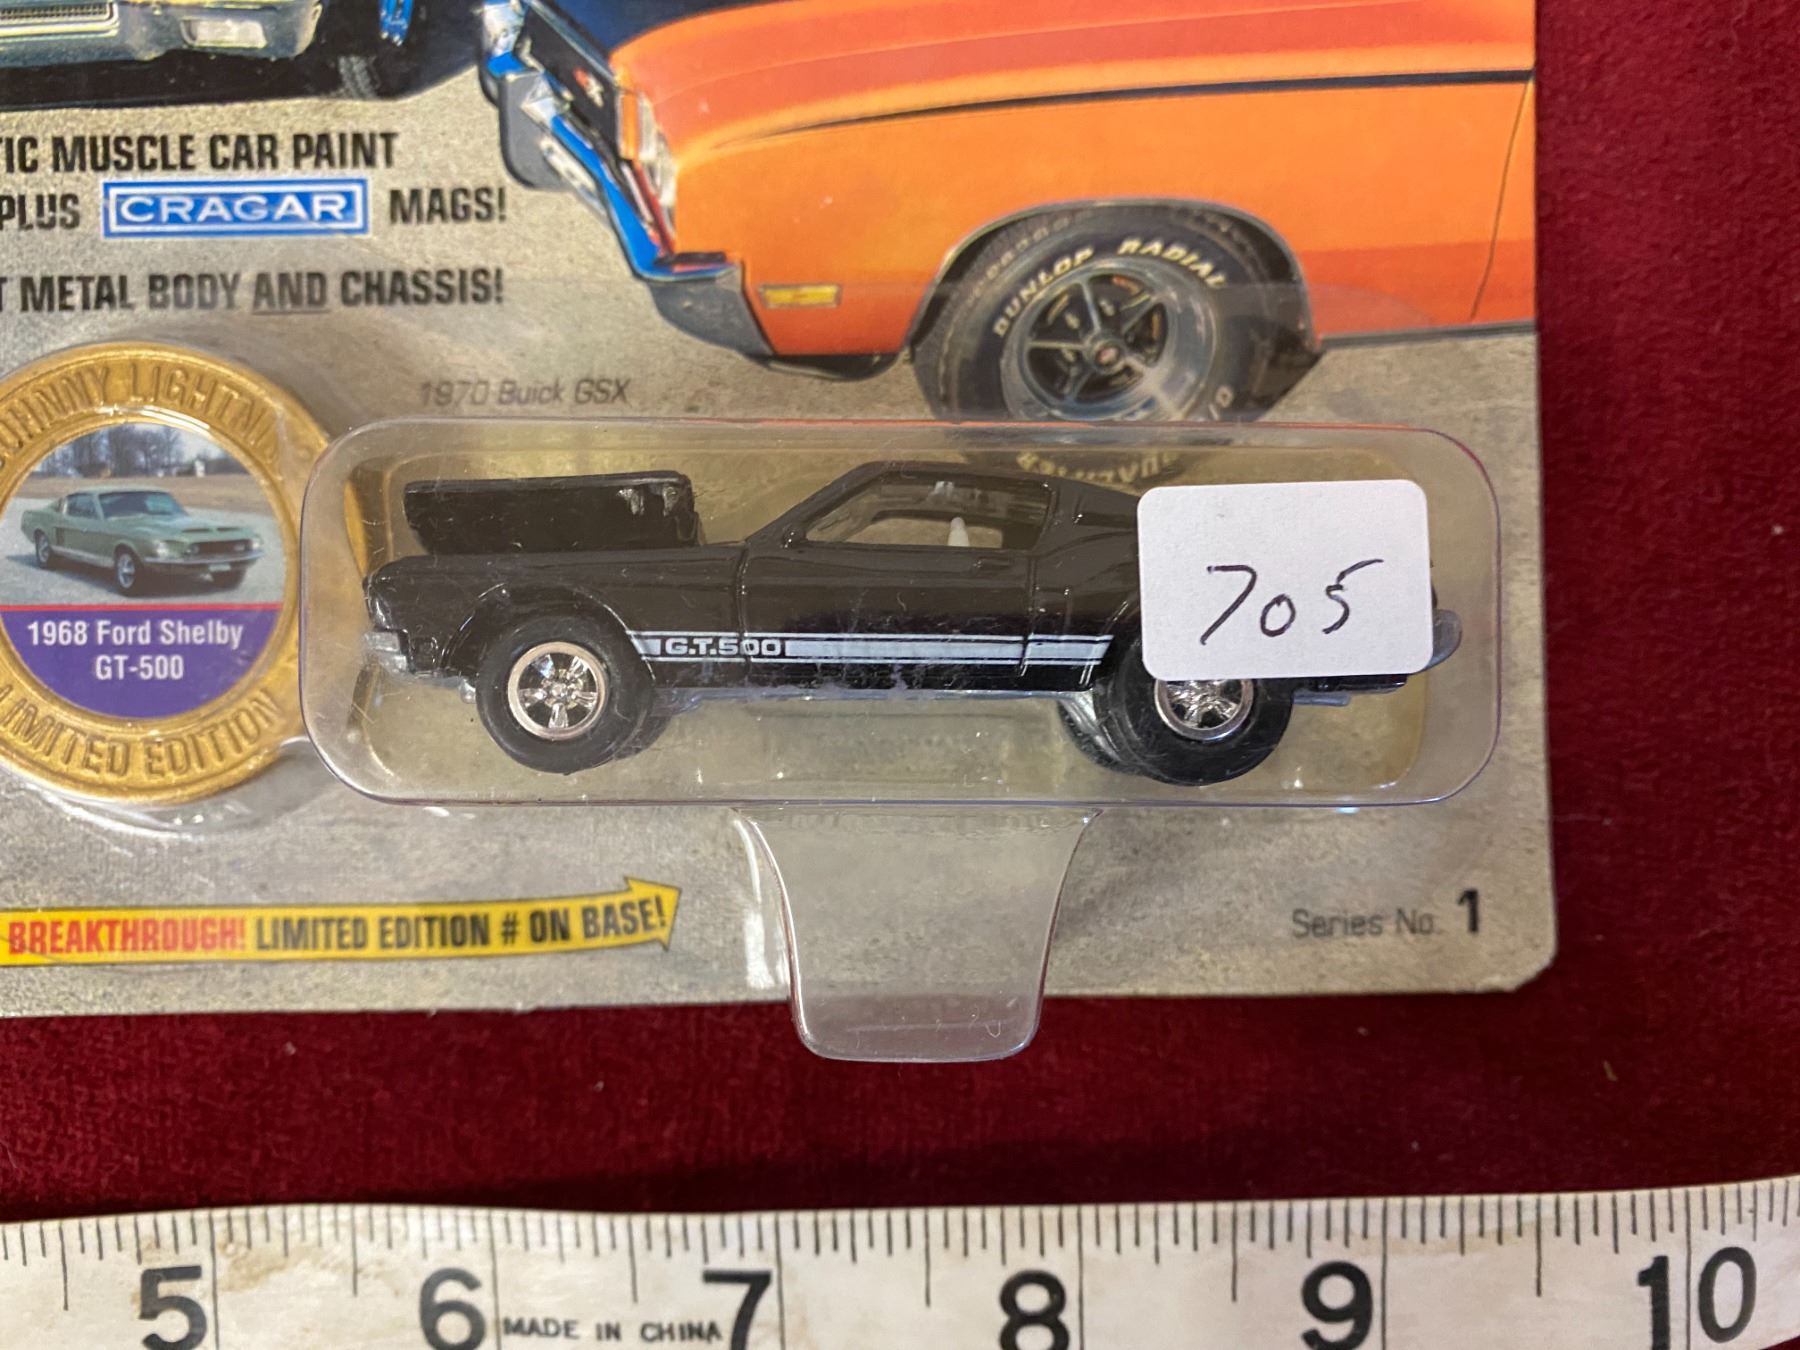 TIC MUSCLE CAR PAINT
PLUS CRAGAR MAGS!
T METAL BODY AND CHASSIS!
DUNLOP RADIAL
1970 Buick GSX
JOHNNY LIGHTNING
1968 Ford Shelby
GT-500
LIMITED EDITION
G.T.500
705
BREAKTHROUGH! LIMITED EDITION # ON BASE!
Series No. 1
5 6 MADE IN CHINA 7 8 9 10